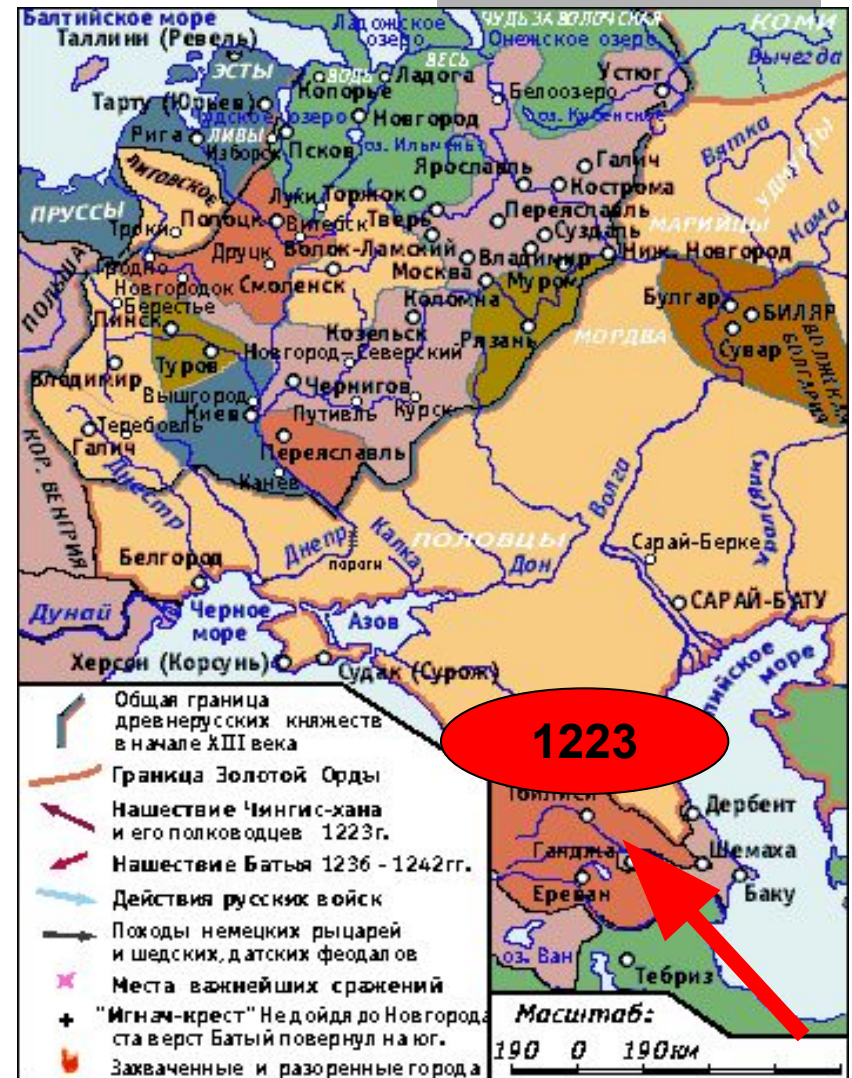 Балтийское море
Таллинн (Ревель)
Ладожское
озеро
ЧУДЬ ЗАВОЛОЧСКАЯ
Онежское озеро
КОМИ
Вычегда
ЭСТЫ
ВОДЬ
Ладога
ВЕСЬ
Устюг
Копорье
Белоозеро
Тарту (Юрьев)
Чудское озеро
Новгород
оз. Кубенское
Рига
ЛИВЫ
Изборск
Псков
оз. Ильмень
Вятка
УДМУРТЫ
Ярославль
Галич
ЛИТОВСКОЕ
Кострома
Луки
Торжок
ПРУССЫ
Троки
Полоцк
Витебск
Тверь
Переяславль
Суздаль
МАРИЙЦЫ
Кама
Друцк
Волок-Ламский
Владимир
Ниж. Новгород
ПОЛЬША
Гродно
Москва
Новгородок
Смоленск
Муром
Булгар
БИЛЯР
Берестье
Коломна
Пинск
Козельск
Рязань
МОРДВА
Сувар
ВОЛЖСКАЯ
БОЛГАРИЯ
Туров
Новгород-Северский
Владимир
Вышгород
Чернигов
Киев
Путивль
Курск
Теребовль
Галич
Переяславль
КОР. ВЕНГРИЯ
Канев
Днестр
Волга
Урал(Яик)
Днепр
Калка
ПОЛОВЦЫ
Сарай-Берке
Белгород
пороги
Дон
САРАЙ-БАТУ
Дунай
Черное
море
Азов
Херсон (Корсунь)
Судак (Сурож)
пийское
море
1223
Тбилиси
Дербент
Ганджа
Шемаха
Ереван
Баку
оз. Ван
Тебриз
Общая граница
древнерусских княжеств
в начале XIII века
Граница Золотой Орды
Нашествие Чингис-хана
и его полководцев 1223г.
Нашествие Батыя 1236 - 1242гг.
Действия русских войск
Походы немецких рыцарей
и шедских, датских феодалов
Места важнейших сражений
"Игнач-крест" Не дойдя до Новгорода
ста верст Батый повернул на юг.
Захваченные и разоренные города
Масштаб:
190 0 190км